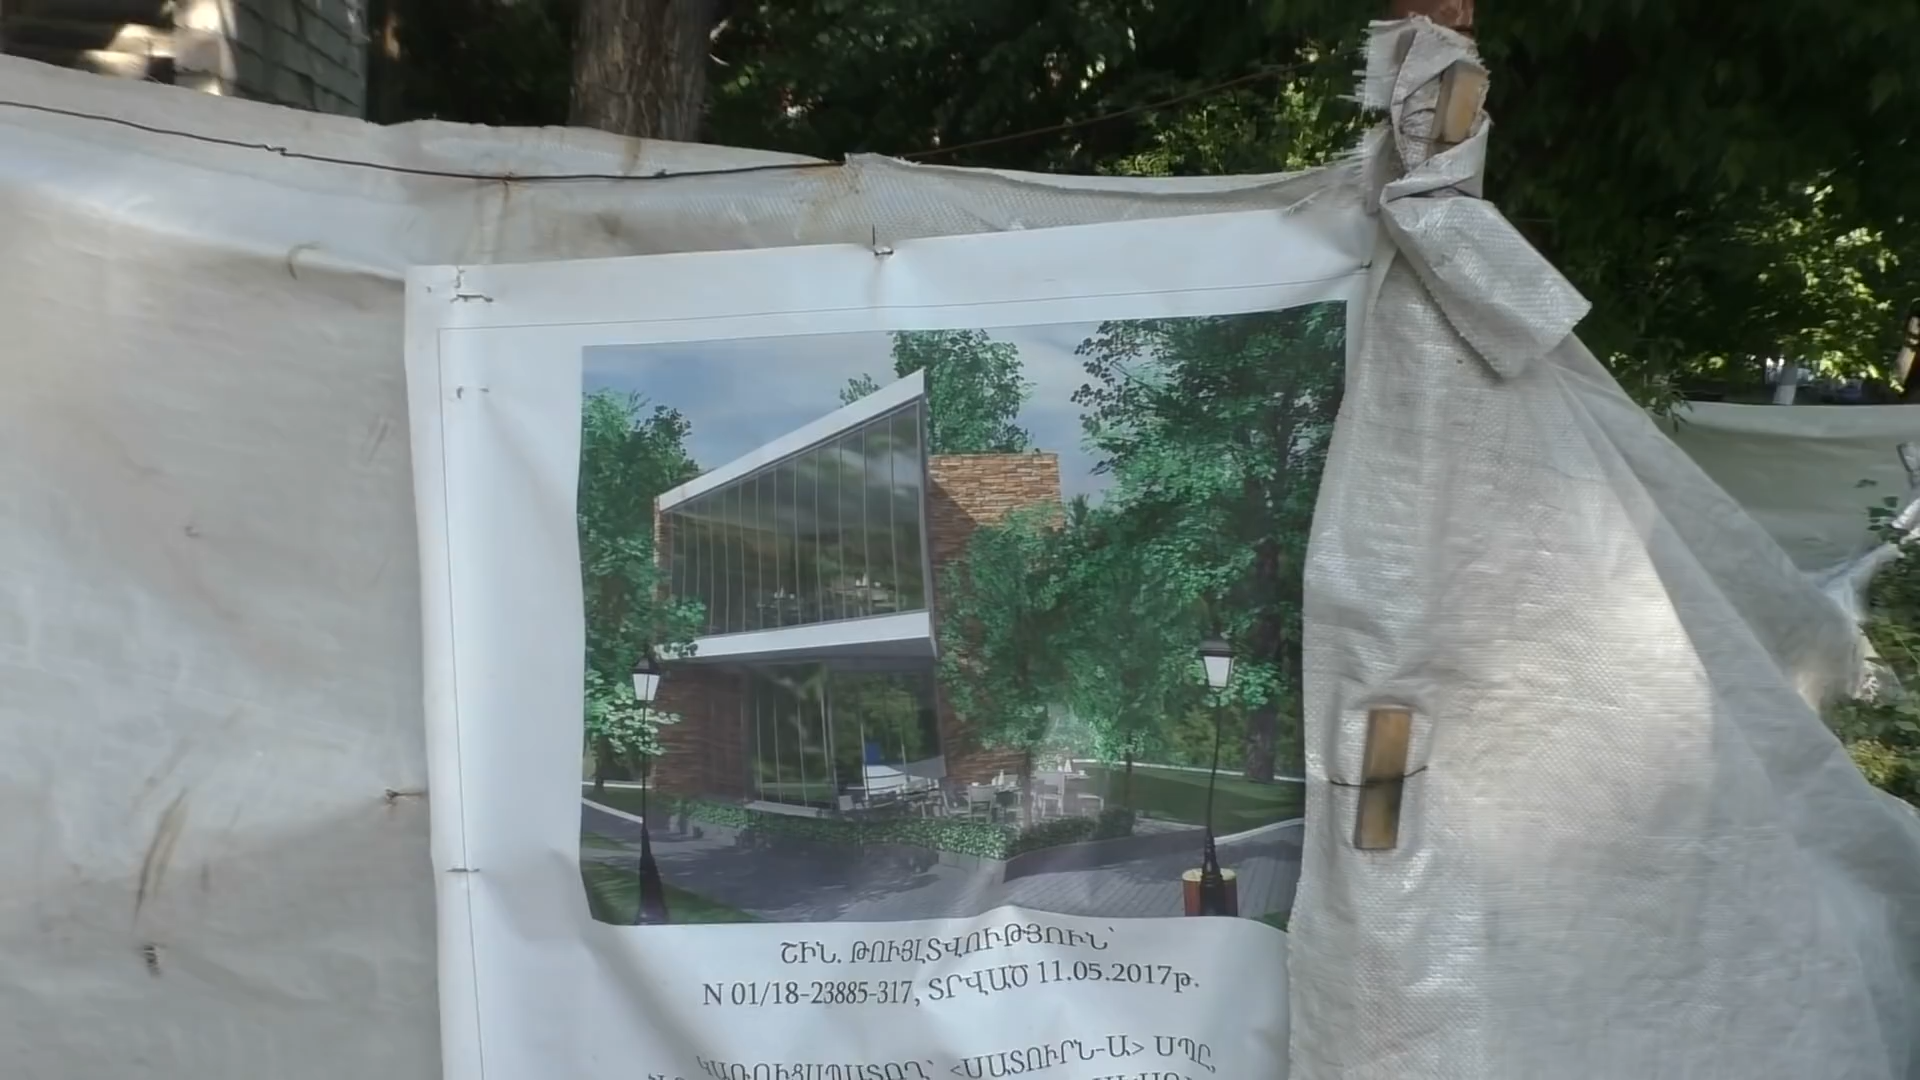 ՇԻՆ. ԹՈՒՅԼՏՎՈՒԹՅՈՒՆ՝
N 01/18-23885-317, ՏՐՎԱԾ 11.05.2017թ.
ԿԱՌՈՒՑԱՊԱՏՈՂ՝ <ՍԱՏՈՒՐՆ-Ա> ՍՊԸ,